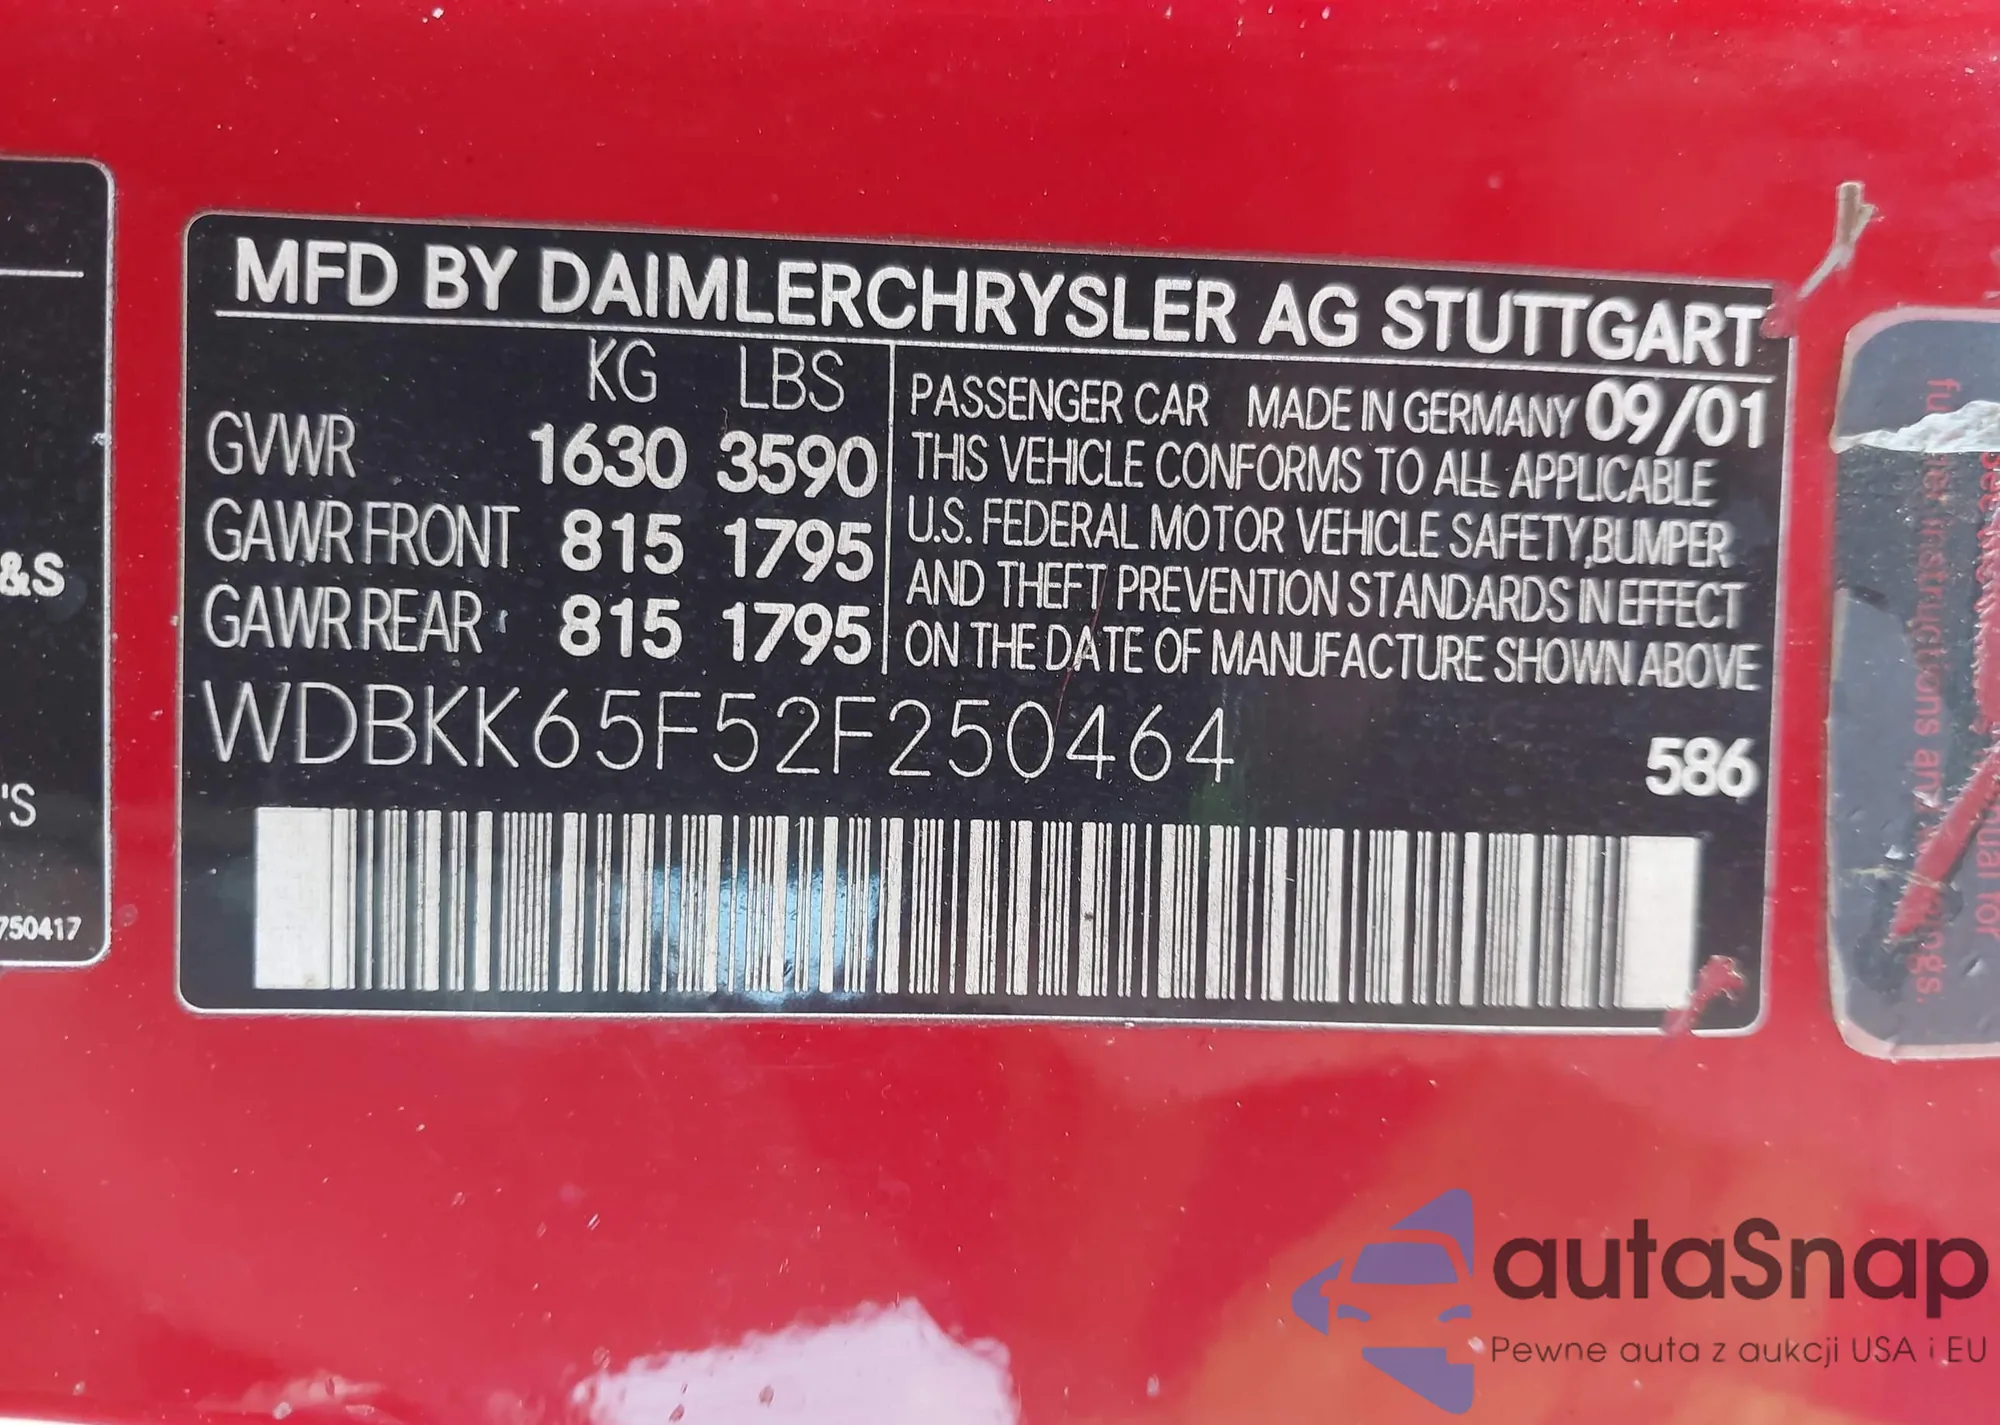 MFD BY DAIMLERCHRYSLER AG STUTTGART
KG LBS
GVWR 1630 3590
GAWR FRONT 815 1795
GAWR REAR 815 1795
PASSENGER CAR MADE IN GERMANY 09/01
THIS VEHICLE CONFORMS TO ALL APPLICABLE
U.S. FEDERAL MOTOR VEHICLE SAFETY,BUMPER
AND THEFT PREVENTION STANDARDS IN EFFECT
ON THE DATE OF MANUFACTURE SHOWN ABOVE
WDBKK65F52F250464
586
&S
'S
750417
instructions
for
autaSnap
Pewne auta z aukcji USA i EU